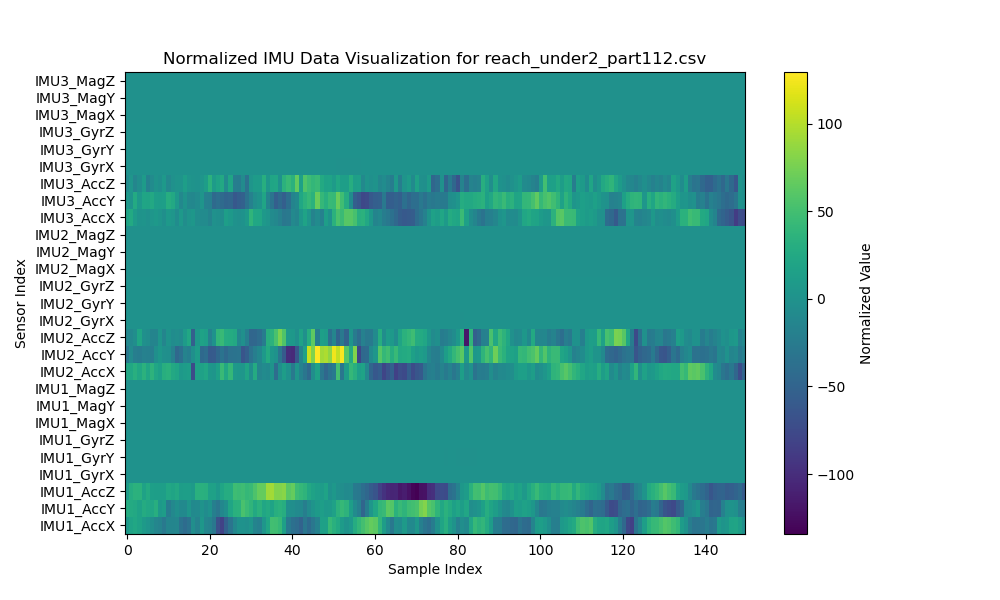 Normalized IMU Data Visualization for reach_under2_part112.csv
IMU3_MagZ
IMU3_MagY
IMU3_MagX
IMU3_GyrZ
IMU3_GyrY
IMU3_GyrX
IMU3_AccZ
IMU3_AccY
IMU3_AccX
IMU2_MagZ
IMU2_MagY
IMU2_MagX
IMU2_GyrZ
IMU2_GyrY
IMU2_GyrX
IMU2_AccZ
IMU2_AccY
IMU2_AccX
IMU1_MagZ
IMU1_MagY
IMU1_MagX
IMU1_GyrZ
IMU1_GyrY
IMU1_GyrX
IMU1_AccZ
IMU1_AccY
IMU1_AccX
Sensor Index
0 20 40 60 80 100 120 140
Sample Index
100
50
0
−50
−100
Normalized Value